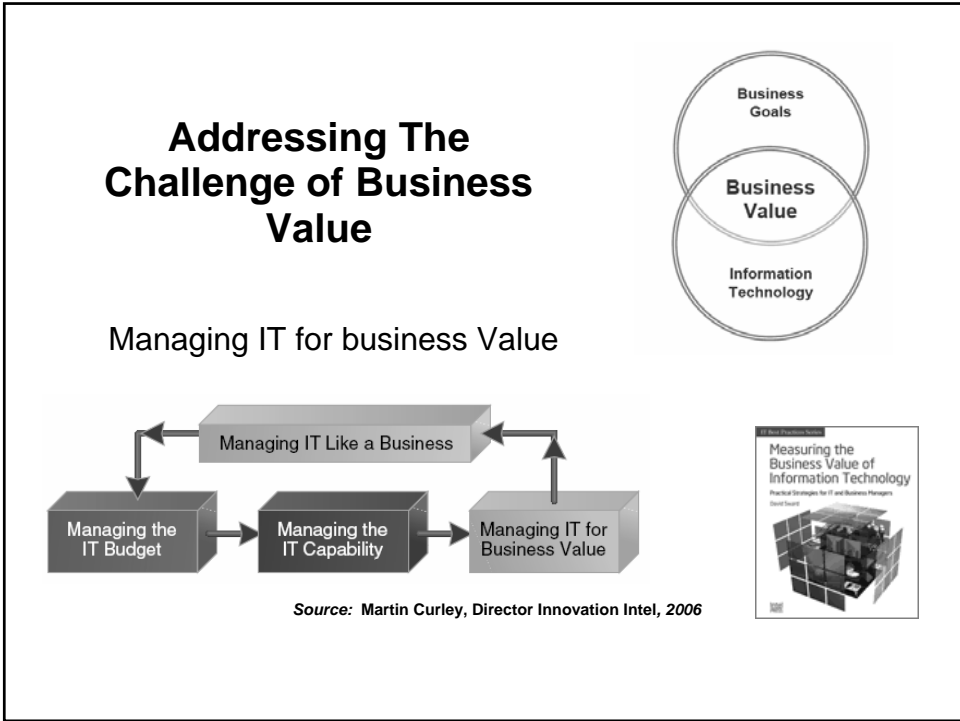 Addressing The
Challenge of Business
Value
Business
Goals
Business
Value
Information
Technology
Managing IT for business Value
Managing IT Like a Business
Managing the
IT Budget
Managing the
IT Capability
Managing IT for
Business Value
IT Best Practices Series
Measuring the
Business Value of
Information Technology
Practical Strategies for IT and Business Managers
David Sward
Source: Martin Curley, Director Innovation Intel, 2006